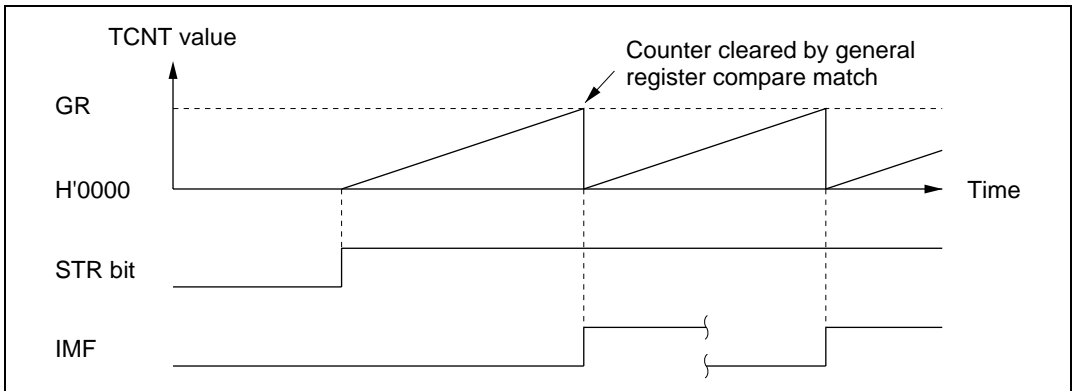 TCNT value
Counter cleared by general
register compare match
GR
H'0000
Time
STR bit
IMF